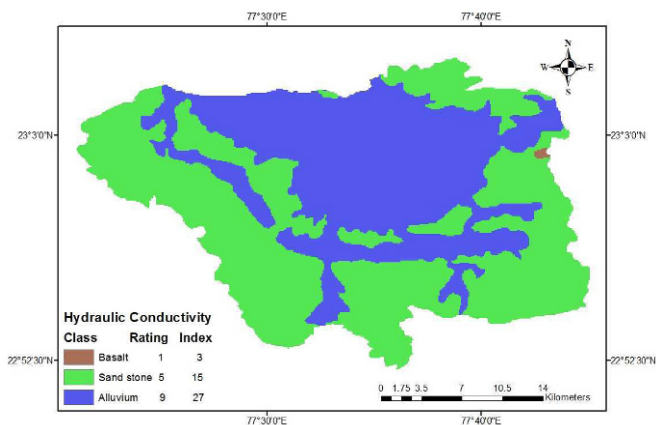 77°30'0"E 77°40'0"E
N
W E
S
23°3'0"N 23°3'0"N
Hydraulic Conductivity
Class Rating Index
Basalt 1 3
Sand stone 5 15
Alluvium 9 27
22°52'30"N 22°52'30"N
0 1.75 3.5 7 10.5 14
Kilometers
77°30'0"E 77°40'0"E